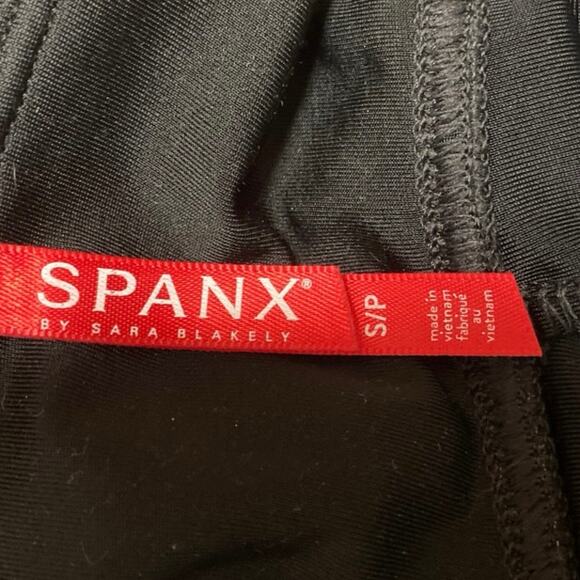 SPANX®
BY SARA BLAKELY
S/P
made in
vietnam
fabriqué
au
vietnam